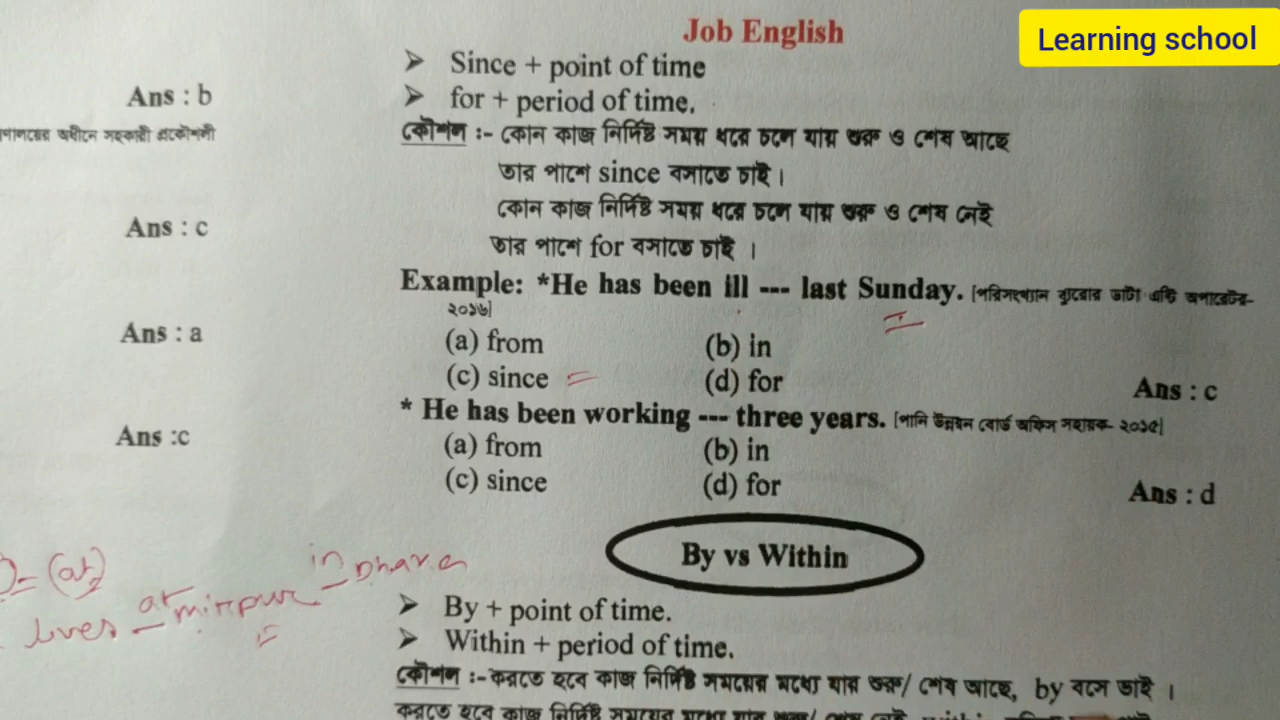 Job English
Learning school
Ans : b
Ans : c
Ans : a
Ans :c
➤ Since + point of time
➤ for + period of time.
কৌশল :- কোন কাজ নির্দিষ্ট সময় ধরে চলে যায় শুরু ও শেষ আছে
তার পাশে since বসাতে চাই।
কোন কাজ নির্দিষ্ট সময় ধরে চলে যায় শুরু ও শেষ নেই
তার পাশে for বসাতে চাই ।
Example: *He has been ill --- last Sunday. [পরিসংখ্যান ব্যুরোর ডাটা এন্ট্রি অপারেটর-
২০১৬]
(a) from (b) in
(c) since (d) for Ans : c
* He has been working --- three years. [পানি উন্নয়ন বোর্ড অফিস সহায়ক- ২০১৫]
(a) from (b) in
(c) since (d) for Ans : d
By vs Within
➤ By + point of time.
➤ Within + period of time.
কৌশল :- করতে হবে কাজ নির্দিষ্ট সময়ের মধ্যে যার শুরু/ শেষ আছে, by বসে ভাই ।
= (at)
lives at mirpur in Dhaka